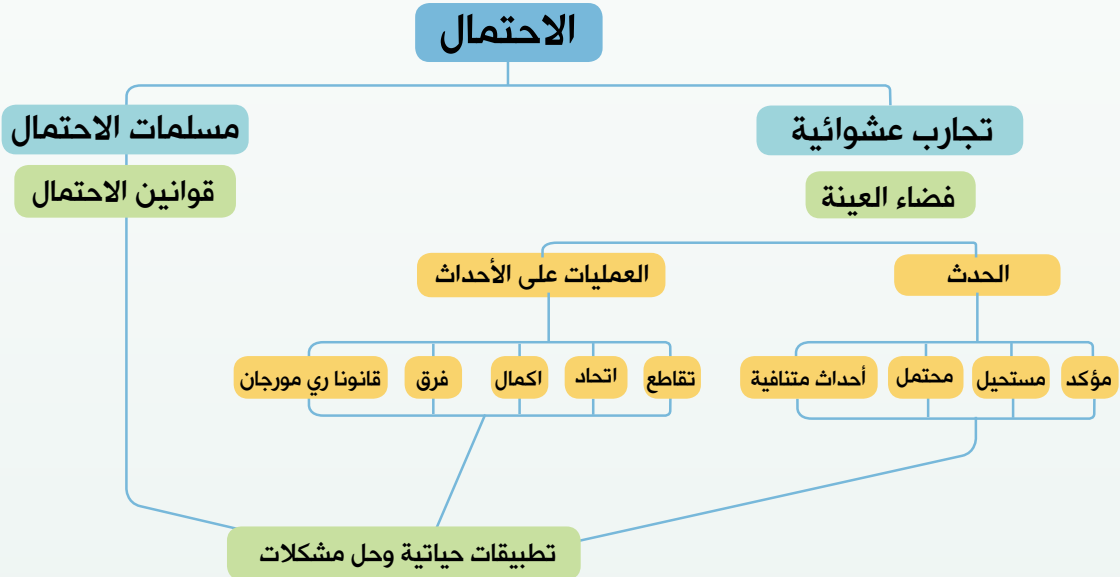 الاحتمال
تجارب عشوائية
مسلمات الاحتمال
فضاء العينة
قوانين الاحتمال
الحدث
العمليات على الأحداث
مؤكد
مستحيل
محتمل
أحداث متنافية
تقاطع
اتحاد
اكمال
فرق
قانونا ري مورجان
تطبيقات حياتية وحل مشكلات